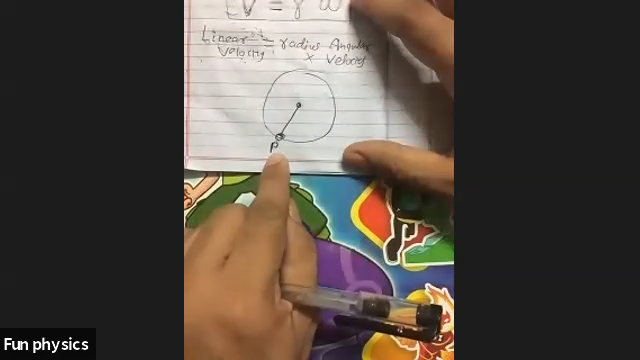 V = r ω
Linear = radius Angular
Velocity × Velocity
P
Fun physics